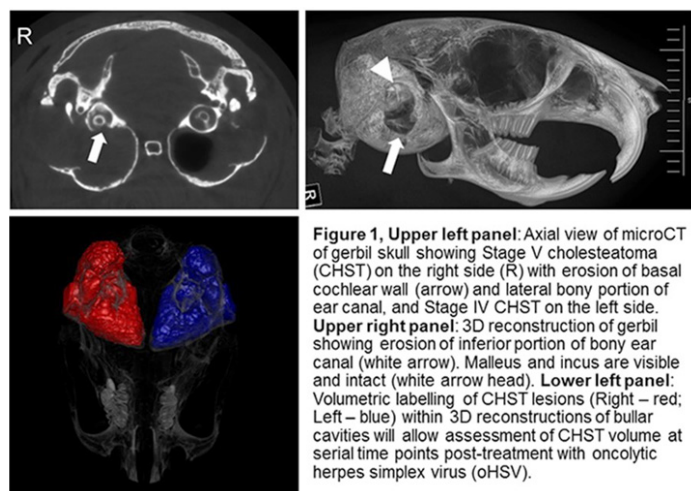 R
R
Figure 1, Upper left panel: Axial view of microCT
of gerbil skull showing Stage V cholesteatoma
(CHST) on the right side (R) with erosion of basal
cochlear wall (arrow) and lateral bony portion of
ear canal, and Stage IV CHST on the left side.
Upper right panel: 3D reconstruction of gerbil
showing erosion of inferior portion of bony ear
canal (white arrow). Malleus and incus are visible
and intact (white arrow head). Lower left panel:
Volumetric labelling of CHST lesions (Right – red;
Left – blue) within 3D reconstructions of bullar
cavities will allow assessment of CHST volume at
serial time points post-treatment with oncolytic
herpes simplex virus (oHSV).